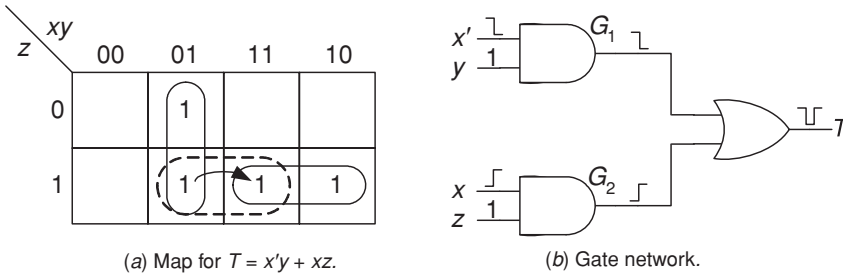 xy
z
00 01 11 10
0 1
1 1 1 1
(a) Map for T = x'y + xz.
x'
y 1
G1
x
z 1
G2
T
(b) Gate network.